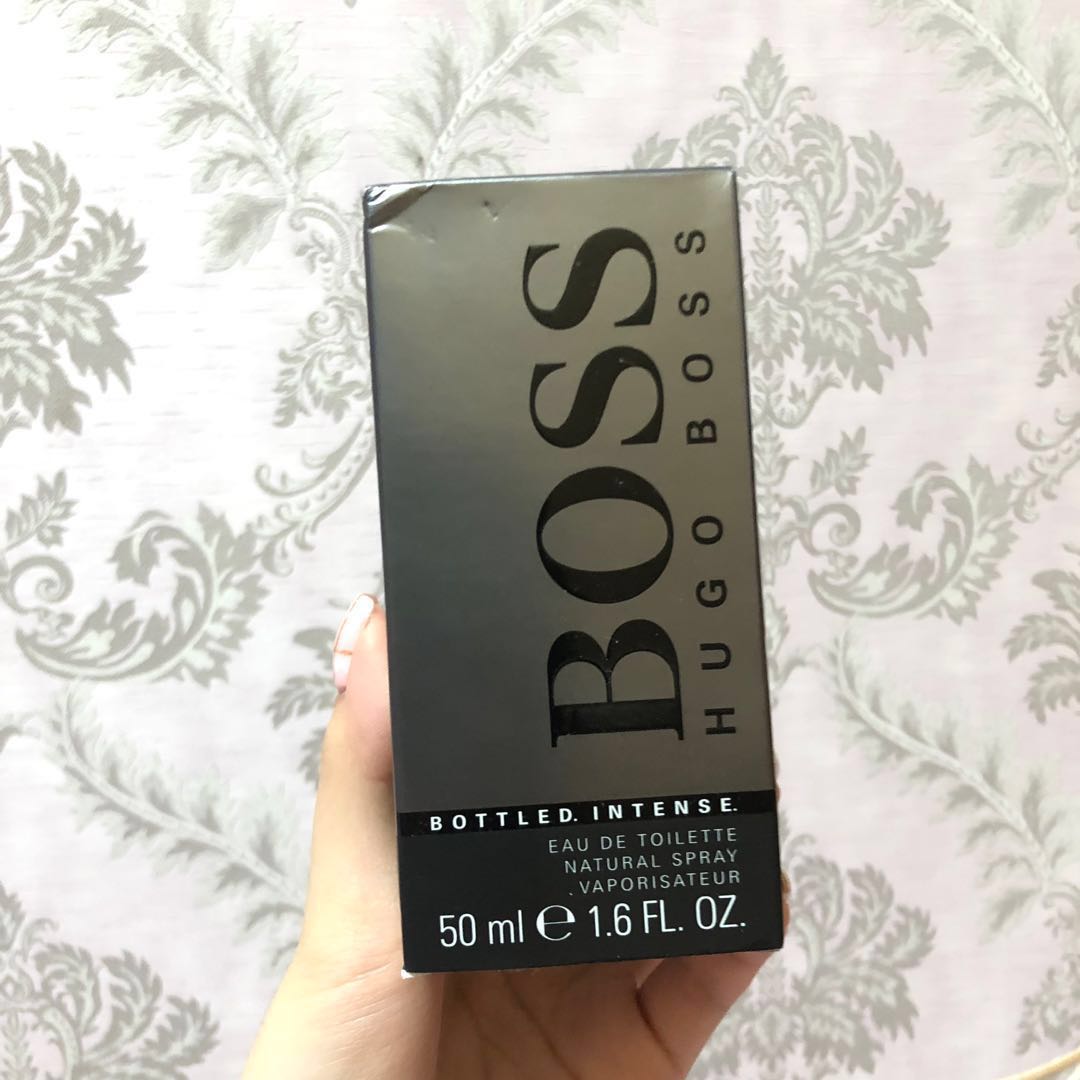 BOSS
HUGO BOSS
BOTTLED. INTENSE.
EAU DE TOILETTE
NATURAL SPRAY
VAPORISATEUR
50 ml ℮ 1.6 FL. OZ.